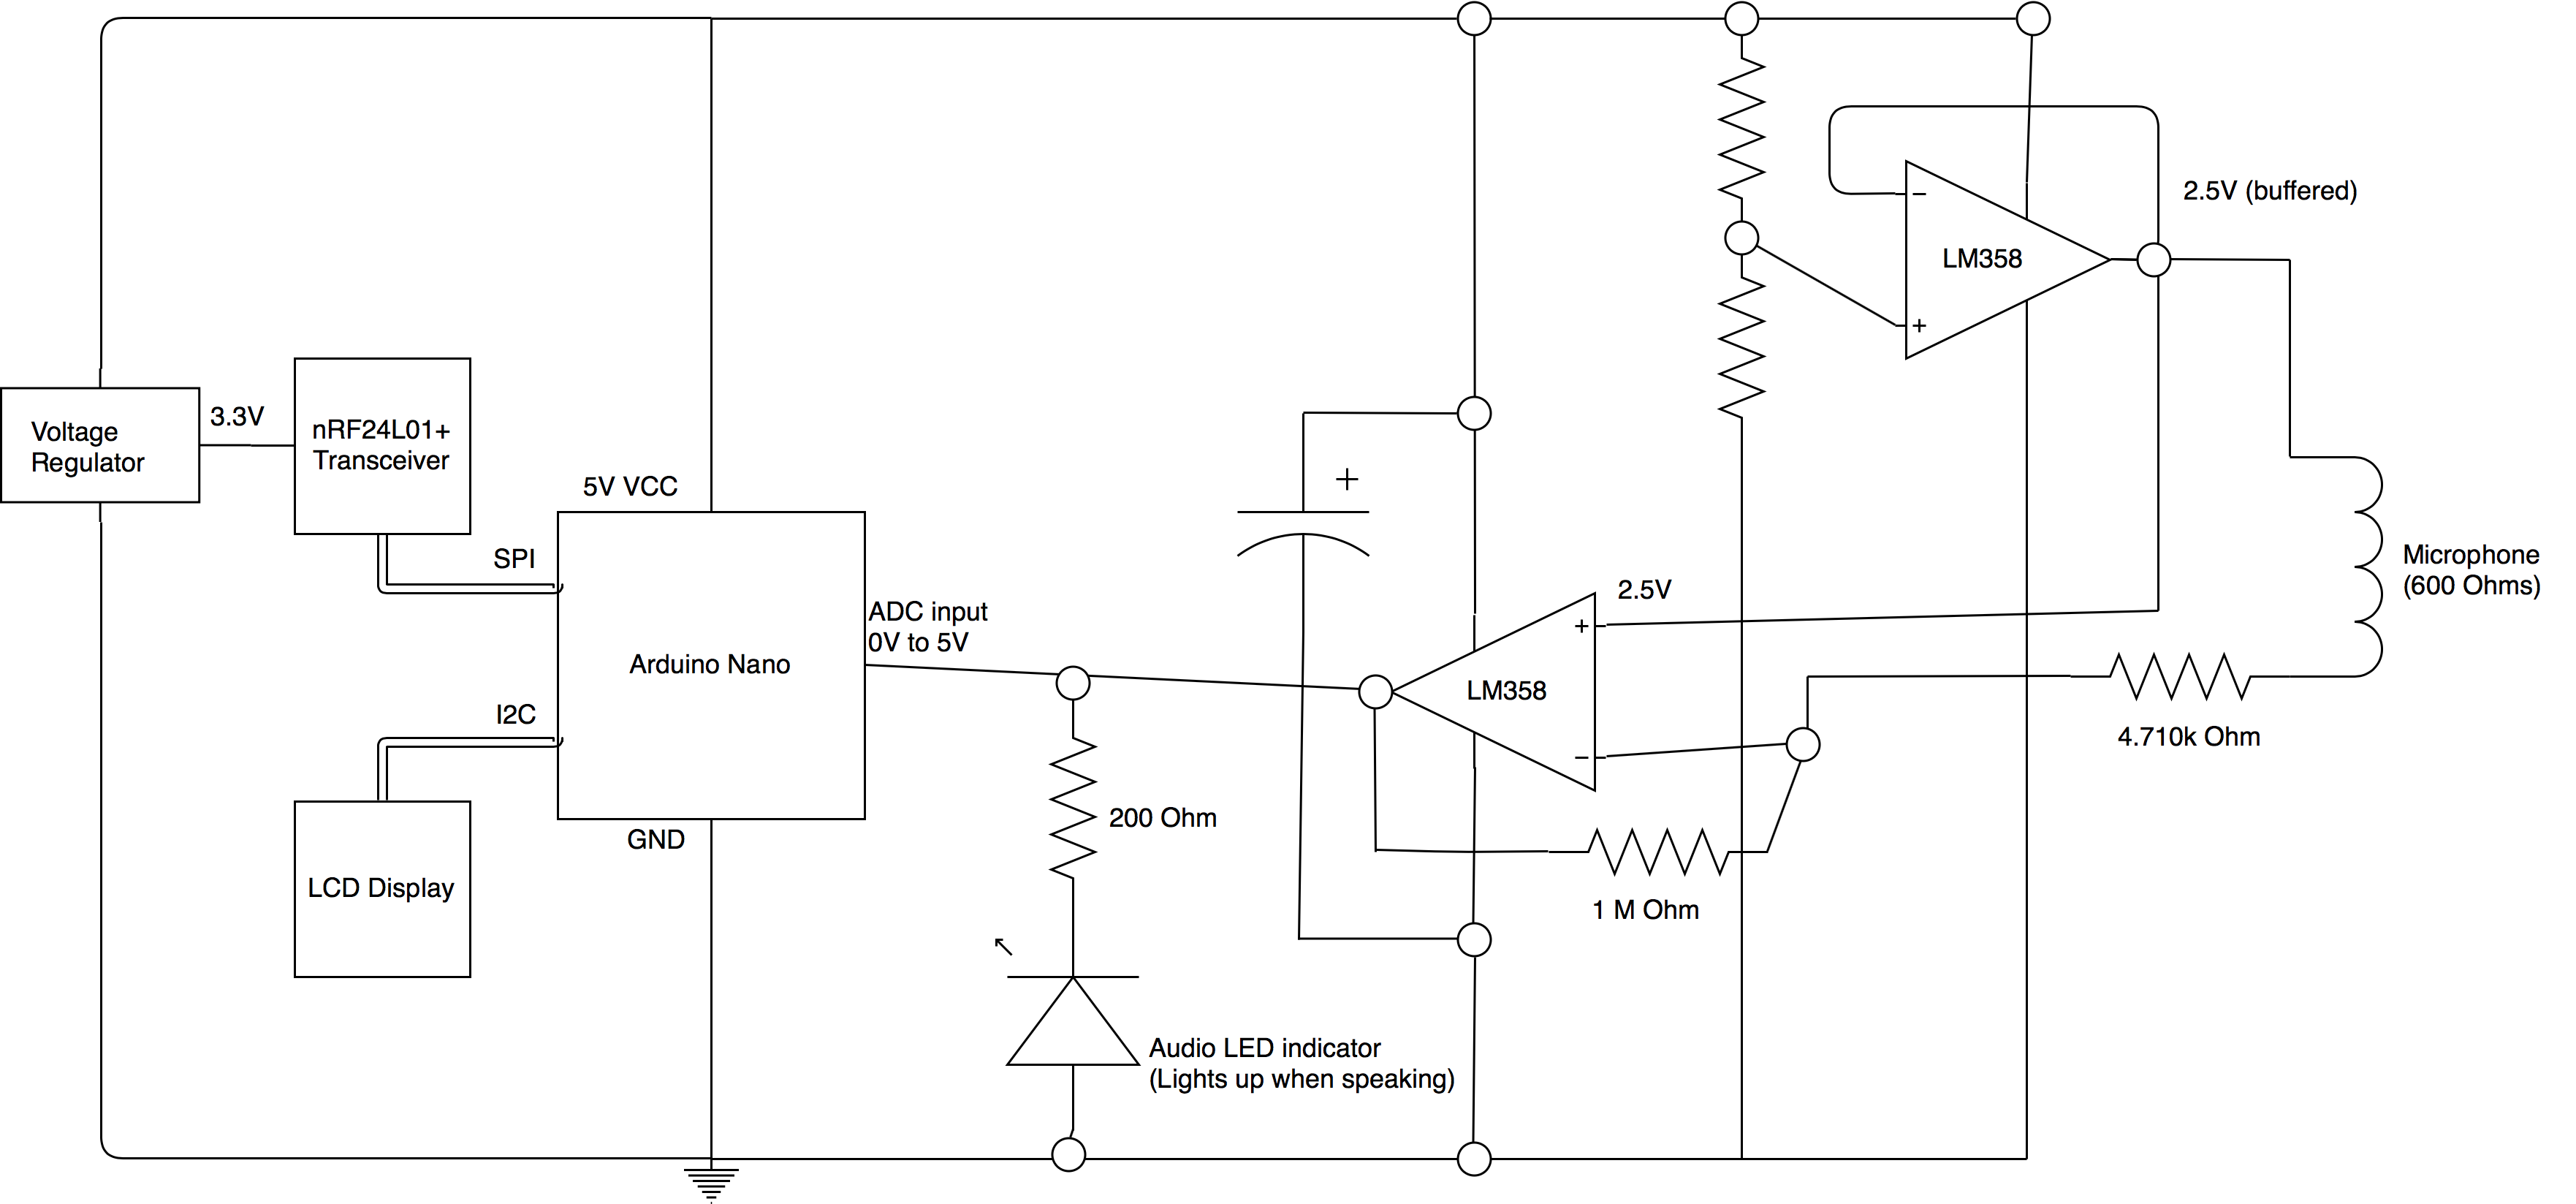 2.5V (buffered)
−
LM358
+
3.3V
Voltage
Regulator
nRF24L01+
Transceiver
+
5V VCC
SPI
Microphone
(600 Ohms)
2.5V
ADC input
0V to 5V
+
Arduino Nano
LM358
I2C
4.710k Ohm
−
200 Ohm
GND
LCD Display
1 M Ohm
Audio LED indicator
(Lights up when speaking)